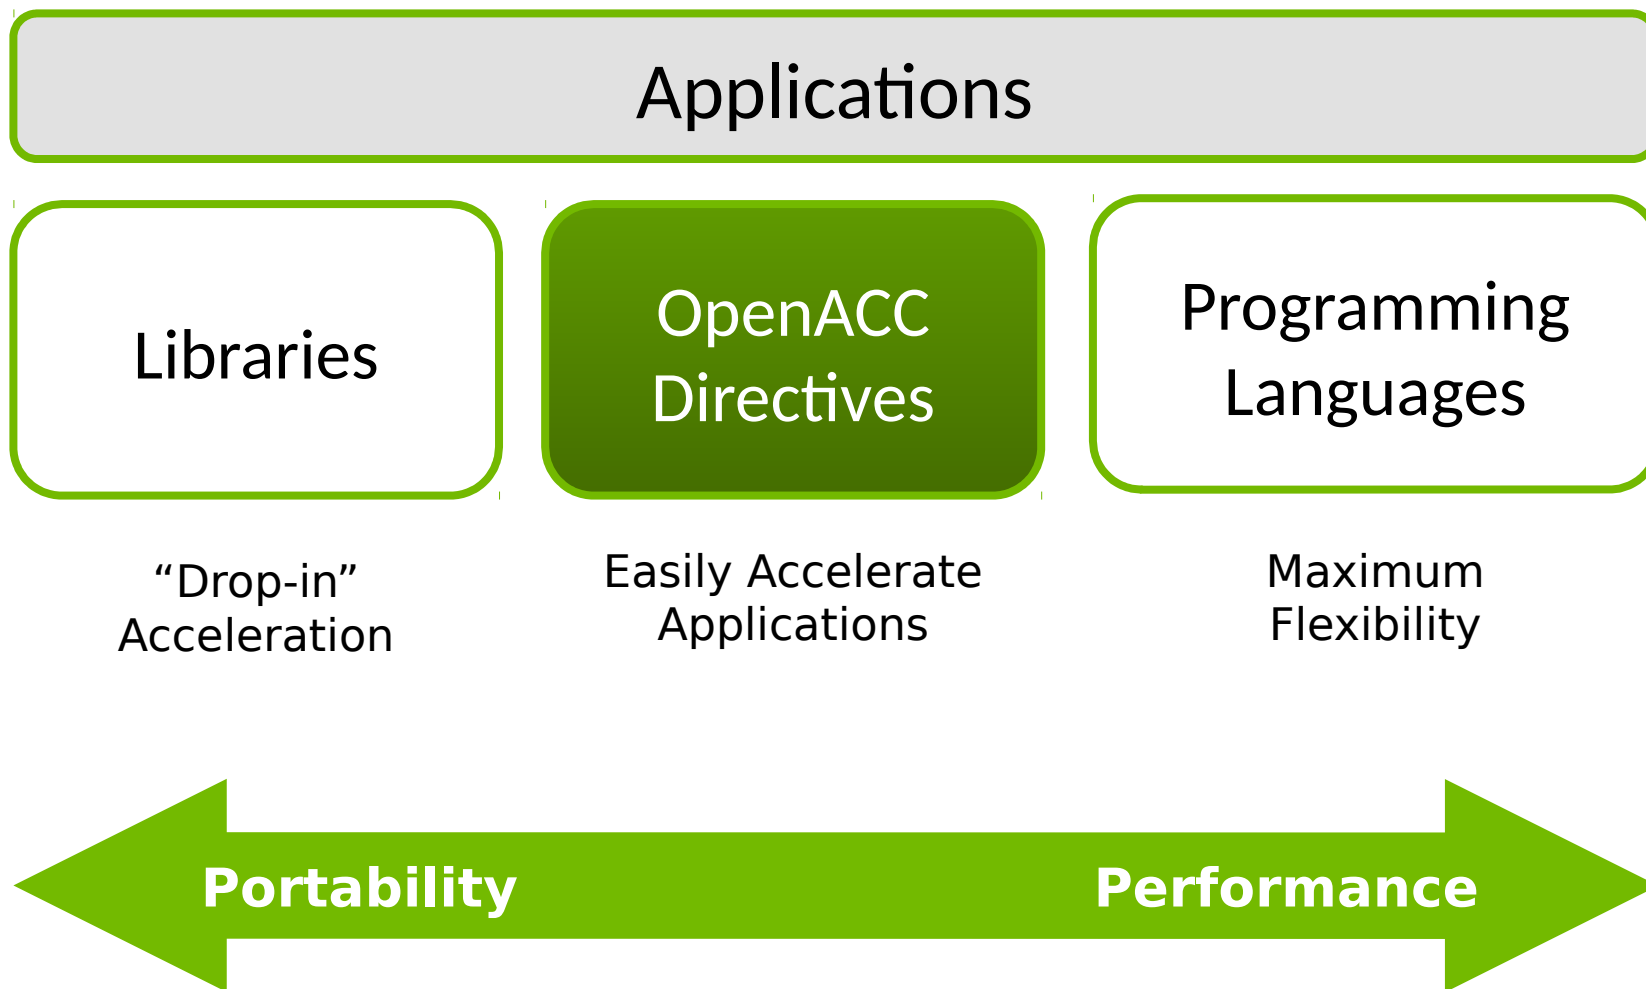 Applications
Libraries
OpenACC
Directives
Programming
Languages
“Drop-in”
Acceleration
Easily Accelerate
Applications
Maximum
Flexibility
Portability
Performance